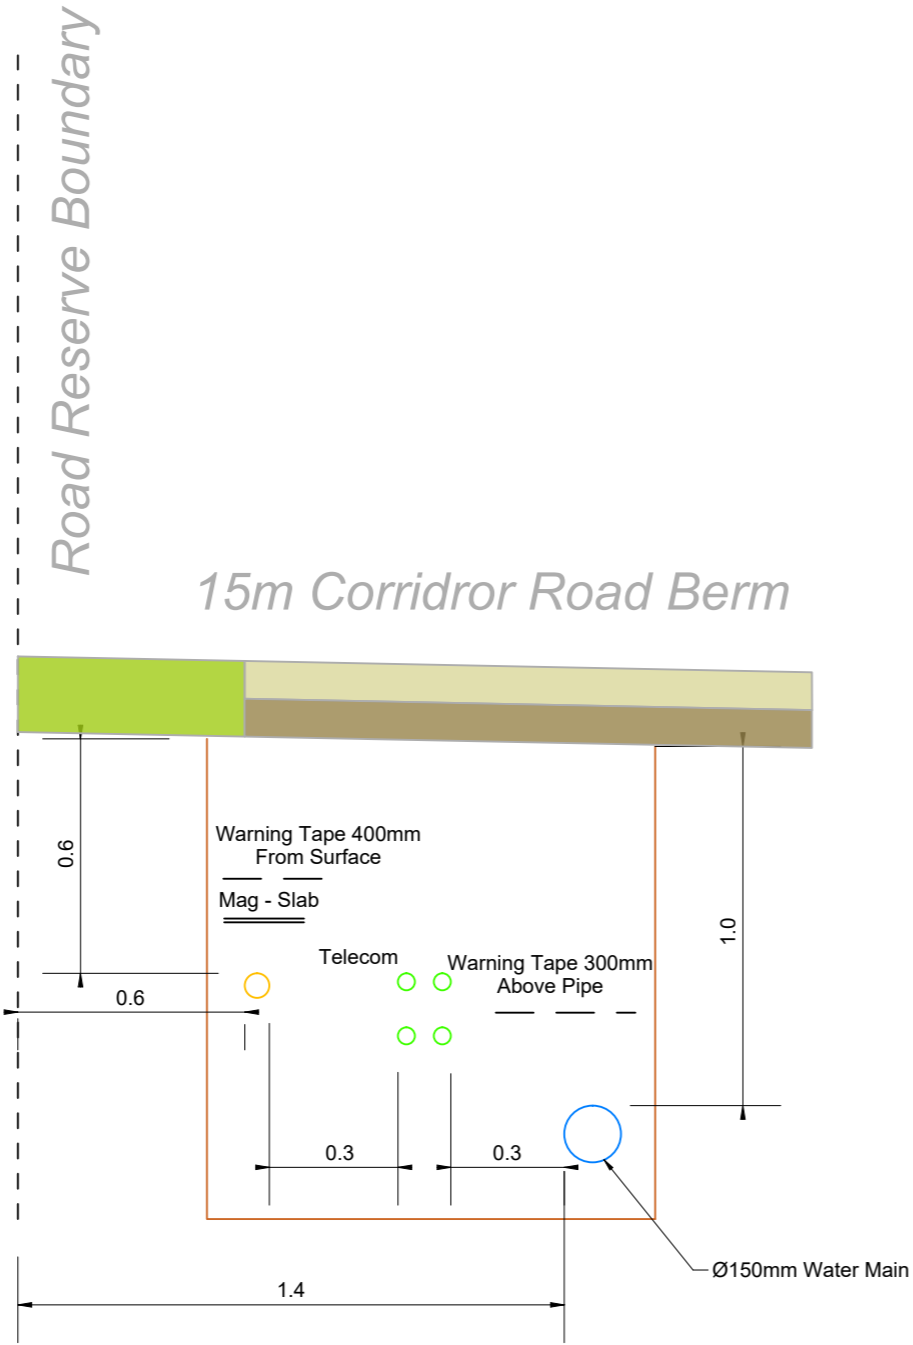 Road Reserve Boundary
15m Corridror Road Berm
Warning Tape 400mm
From Surface
0.6
Mag - Slab
1.0
Telecom
Warning Tape 300mm
Above Pipe
0.6
0.3
0.3
Ø150mm Water Main
1.4